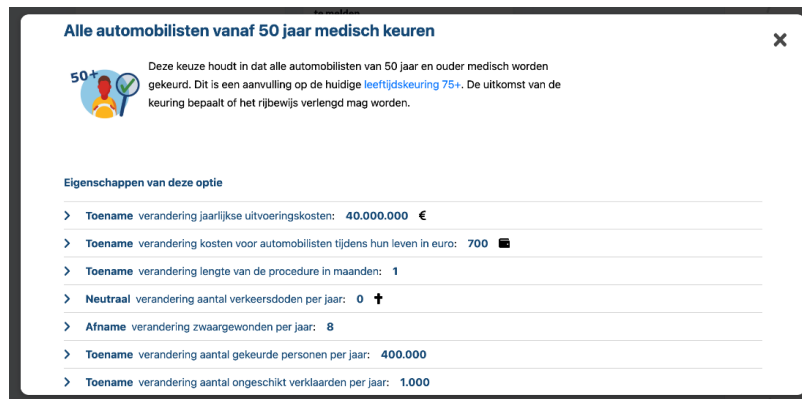 te melden
Alle automobilisten vanaf 50 jaar medisch keuren
50+
Deze keuze houdt in dat alle automobilisten van 50 jaar en ouder medisch worden
gekeurd. Dit is een aanvulling op de huidige leeftijdskeuring 75+. De uitkomst van de
keuring bepaalt of het rijbewijs verlengd mag worden.
Eigenschappen van deze optie
Toename verandering jaarlijkse uitvoeringskosten: 40.000.000 €
Toename verandering kosten voor automobilisten tijdens hun leven in euro: 700
Toename verandering lengte van de procedure in maanden: 1
Neutraal verandering aantal verkeersdoden per jaar: 0
Afname verandering zwaargewonden per jaar: 8
Toename verandering aantal gekeurde personen per jaar: 400.000
Toename verandering aantal ongeschikt verklaarden per jaar: 1.000